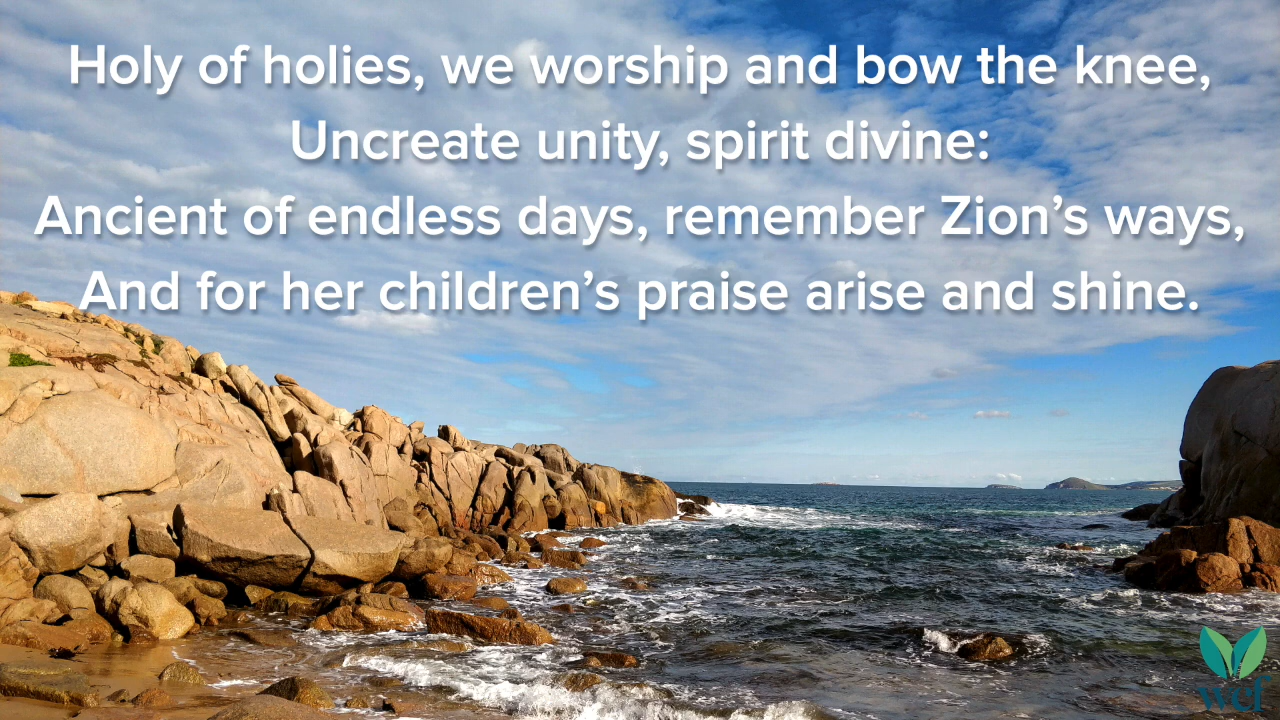 Holy of holies, we worship and bow the knee,
Uncreate unity, spirit divine:
Ancient of endless days, remember Zion’s ways,
And for her children’s praise arise and shine.
wef